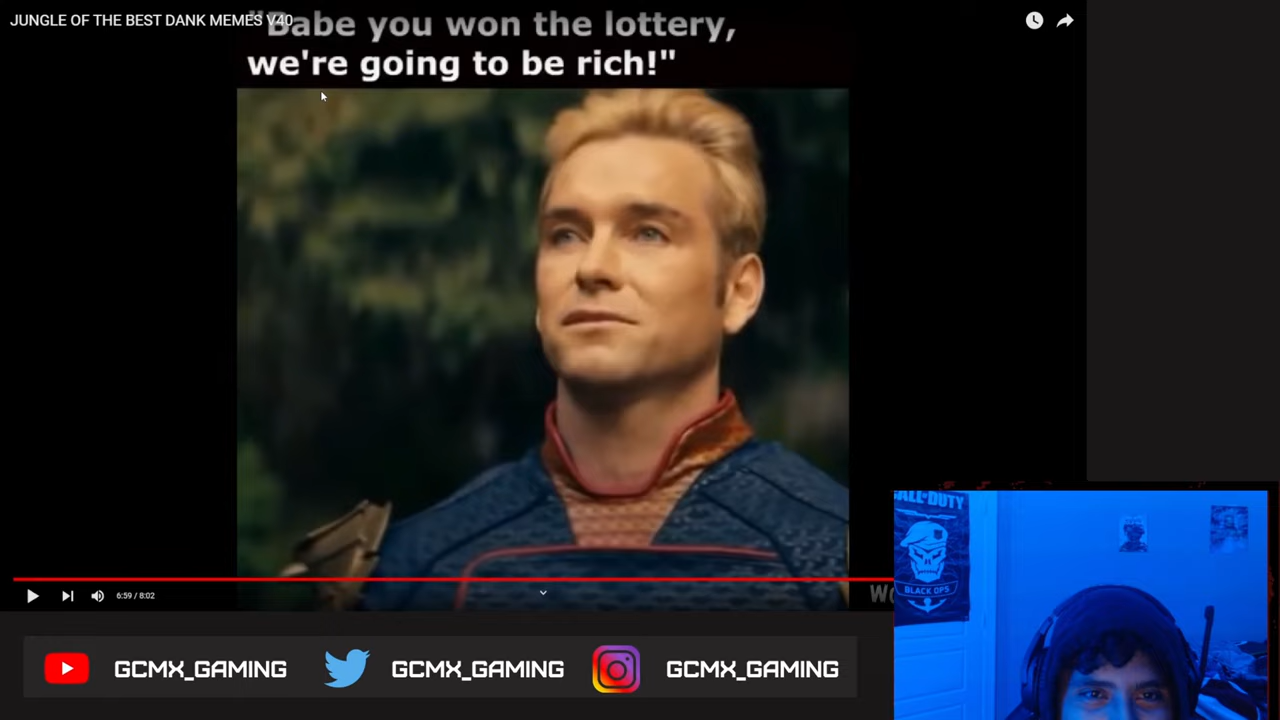 JUNGLE OF THE BEST DANK MEMES V40
"Babe you won the lottery,
we're going to be rich!"
6:59 / 8:02
CALL OF DUTY
BLACK OPS
GCMX_GAMING
GCMX_GAMING
GCMX_GAMING